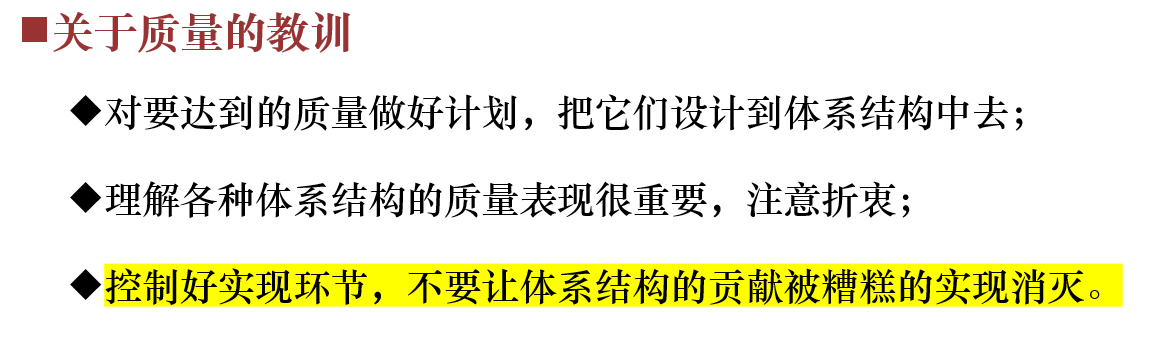 ■关于质量的教训
◆对要达到的质量做好计划，把它们设计到体系结构中去；
◆理解各种体系结构的质量表现很重要，注意折衷；
◆控制好实现环节，不要让体系结构的贡献被糟糕的实现消灭。